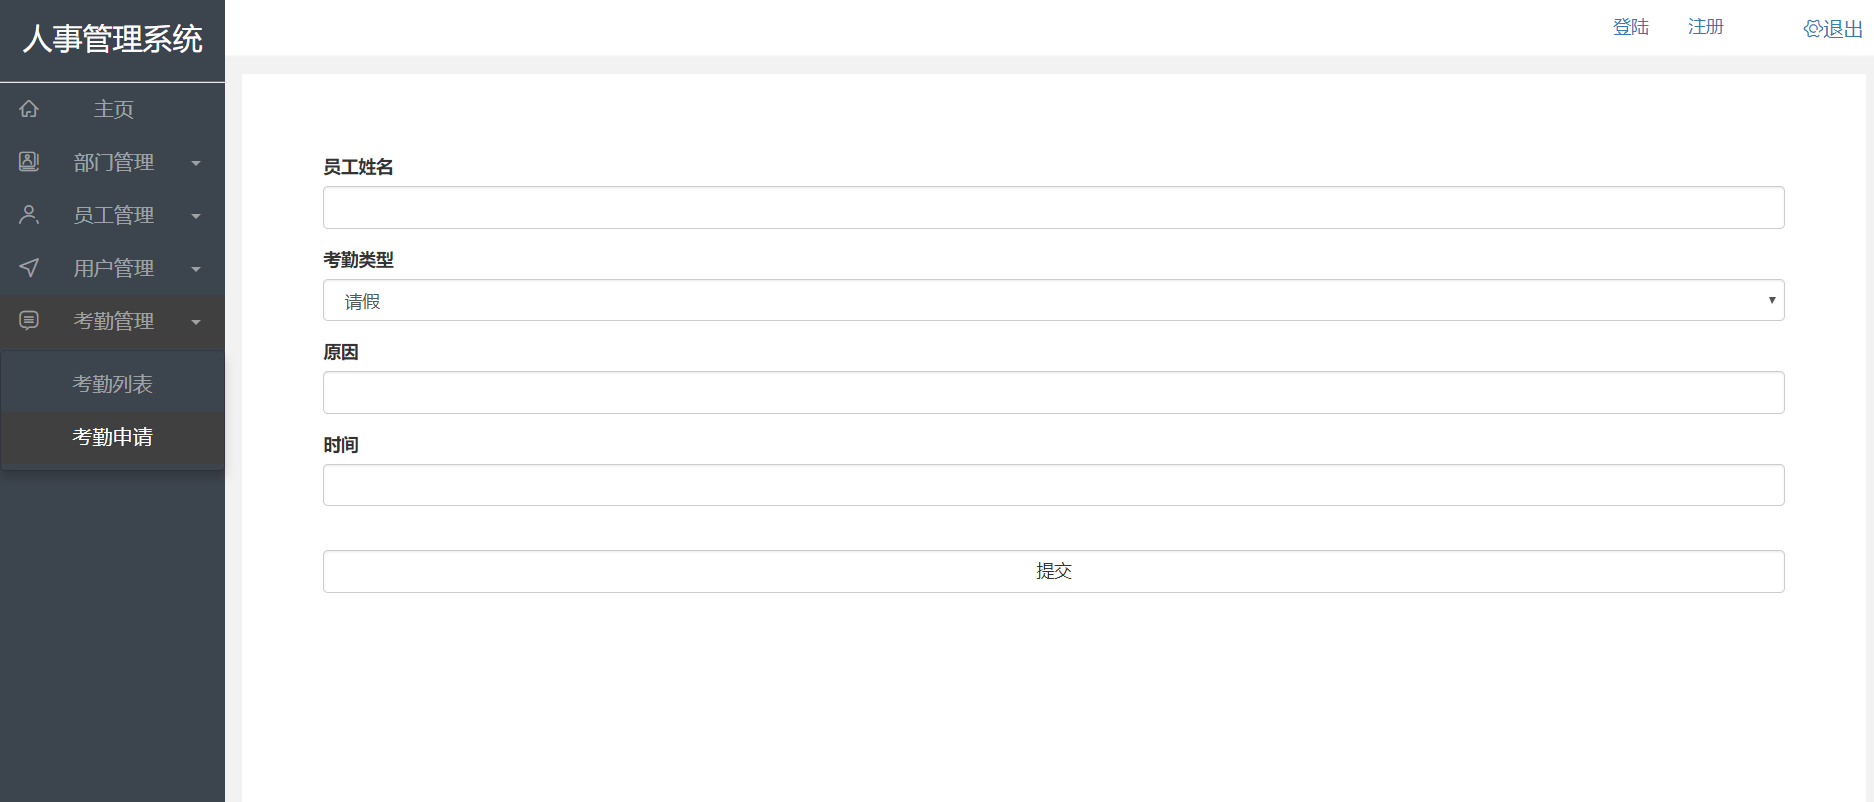 人事管理系统
登陆 注册 退出
主页
部门管理
员工管理
用户管理
考勤管理
考勤列表
考勤申请
员工姓名
考勤类型
请假
原因
时间
提交